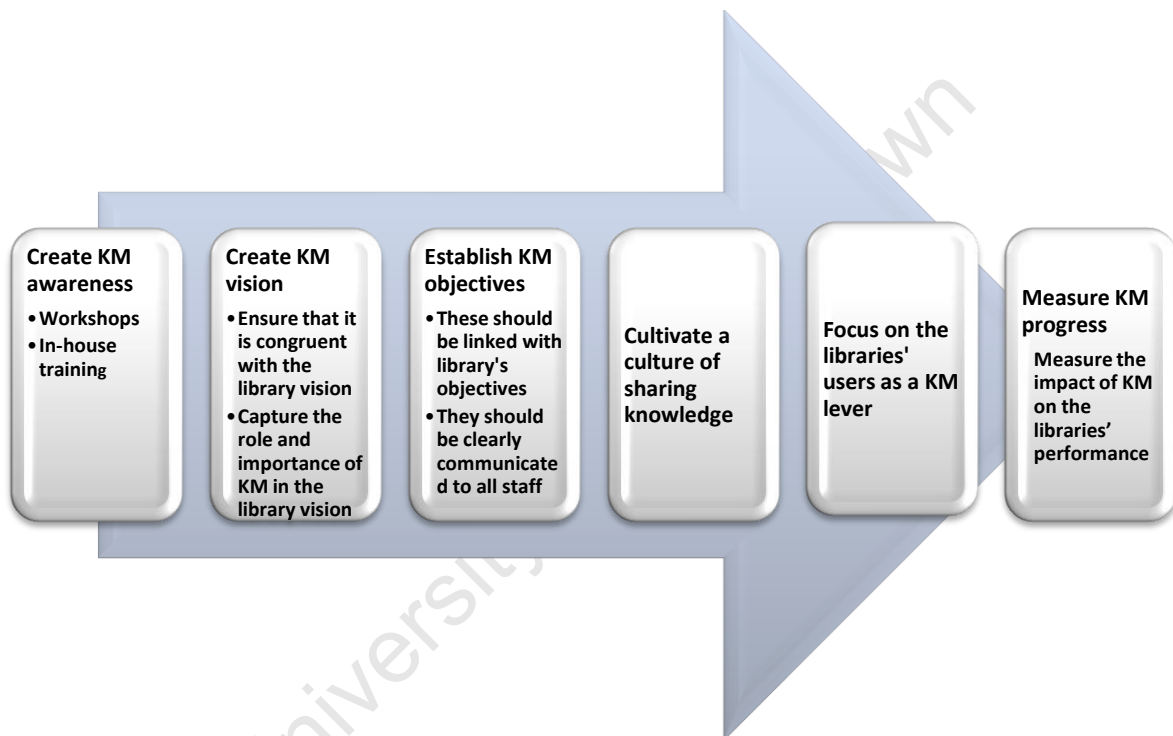 Create KM
awareness
•Workshops
•In-house
training
Create KM
vision
•Ensure that it
is congruent
with the
library vision
•Capture the
role and
importance of
KM in the
library vision
Establish KM
objectives
•These should
be linked with
library's
objectives
•They should
be clearly
communicate
d to all staff
Cultivate a
culture of
sharing
knowledge
Focus on the
libraries'
users as a KM
lever
Measure KM
progress
Measure the
impact of KM
on the
libraries’
performance